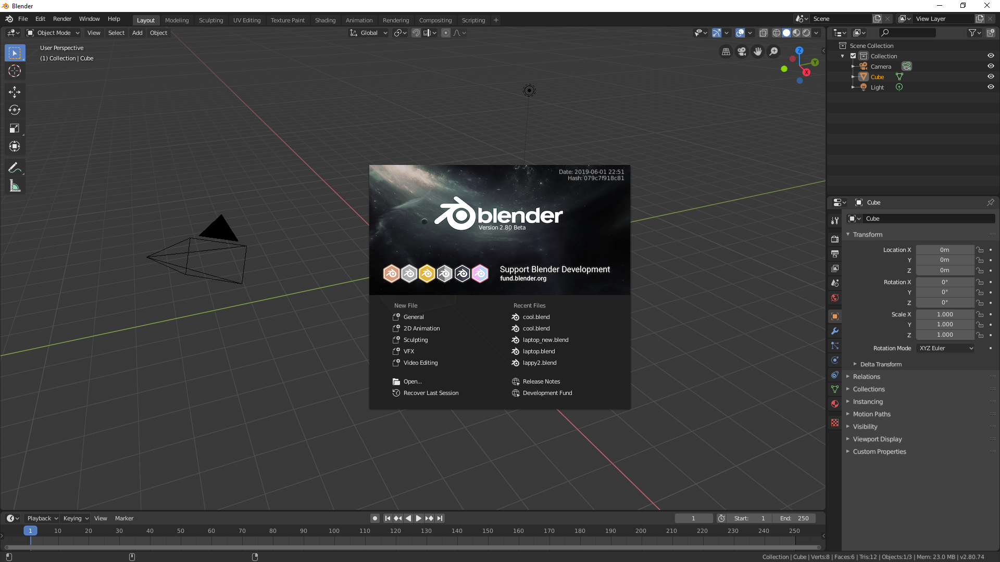 Blender
File Edit Render Window Help Layout Modeling Sculpting UV Editing Texture Paint Shading Animation Rendering Compositing Scripting + Scene View Layer
Object Mode View Select Add Object Global
User Perspective
(1) Collection | Cube
Z
Y
X
Scene Collection
Collection
Camera
Cube
Light
Date: 2019-06-01 22:51
Hash: 079c7f918c81
blender
Version 2.80 Beta
Support Blender Development
fund.blender.org
New File
General
2D Animation
Sculpting
VFX
Video Editing
Open...
Recover Last Session
Recent Files
cool.blend
cool.blend
laptop_new.blend
laptop.blend
lappy2.blend
Release Notes
Development Fund
Cube
Cube
Transform
Location X 0m
Y 0m
Z 0m
Rotation X 0°
Y 0°
Z 0°
Scale X 1.000
Y 1.000
Z 1.000
Rotation Mode XYZ Euler
Delta Transform
Relations
Collections
Instancing
Motion Paths
Visibility
Viewport Display
Custom Properties
Playback Keying View Marker 1 Start: 1 End: 250
1 10 20 30 40 50 60 70 80 90 100 110 120 130 140 150 160 170 180 190 200 210 220 230 240 250
Collection | Cube | Verts:8 | Faces:6 | Tris:12 | Objects:1/3 | Mem: 23.0 MB | v2.80.74